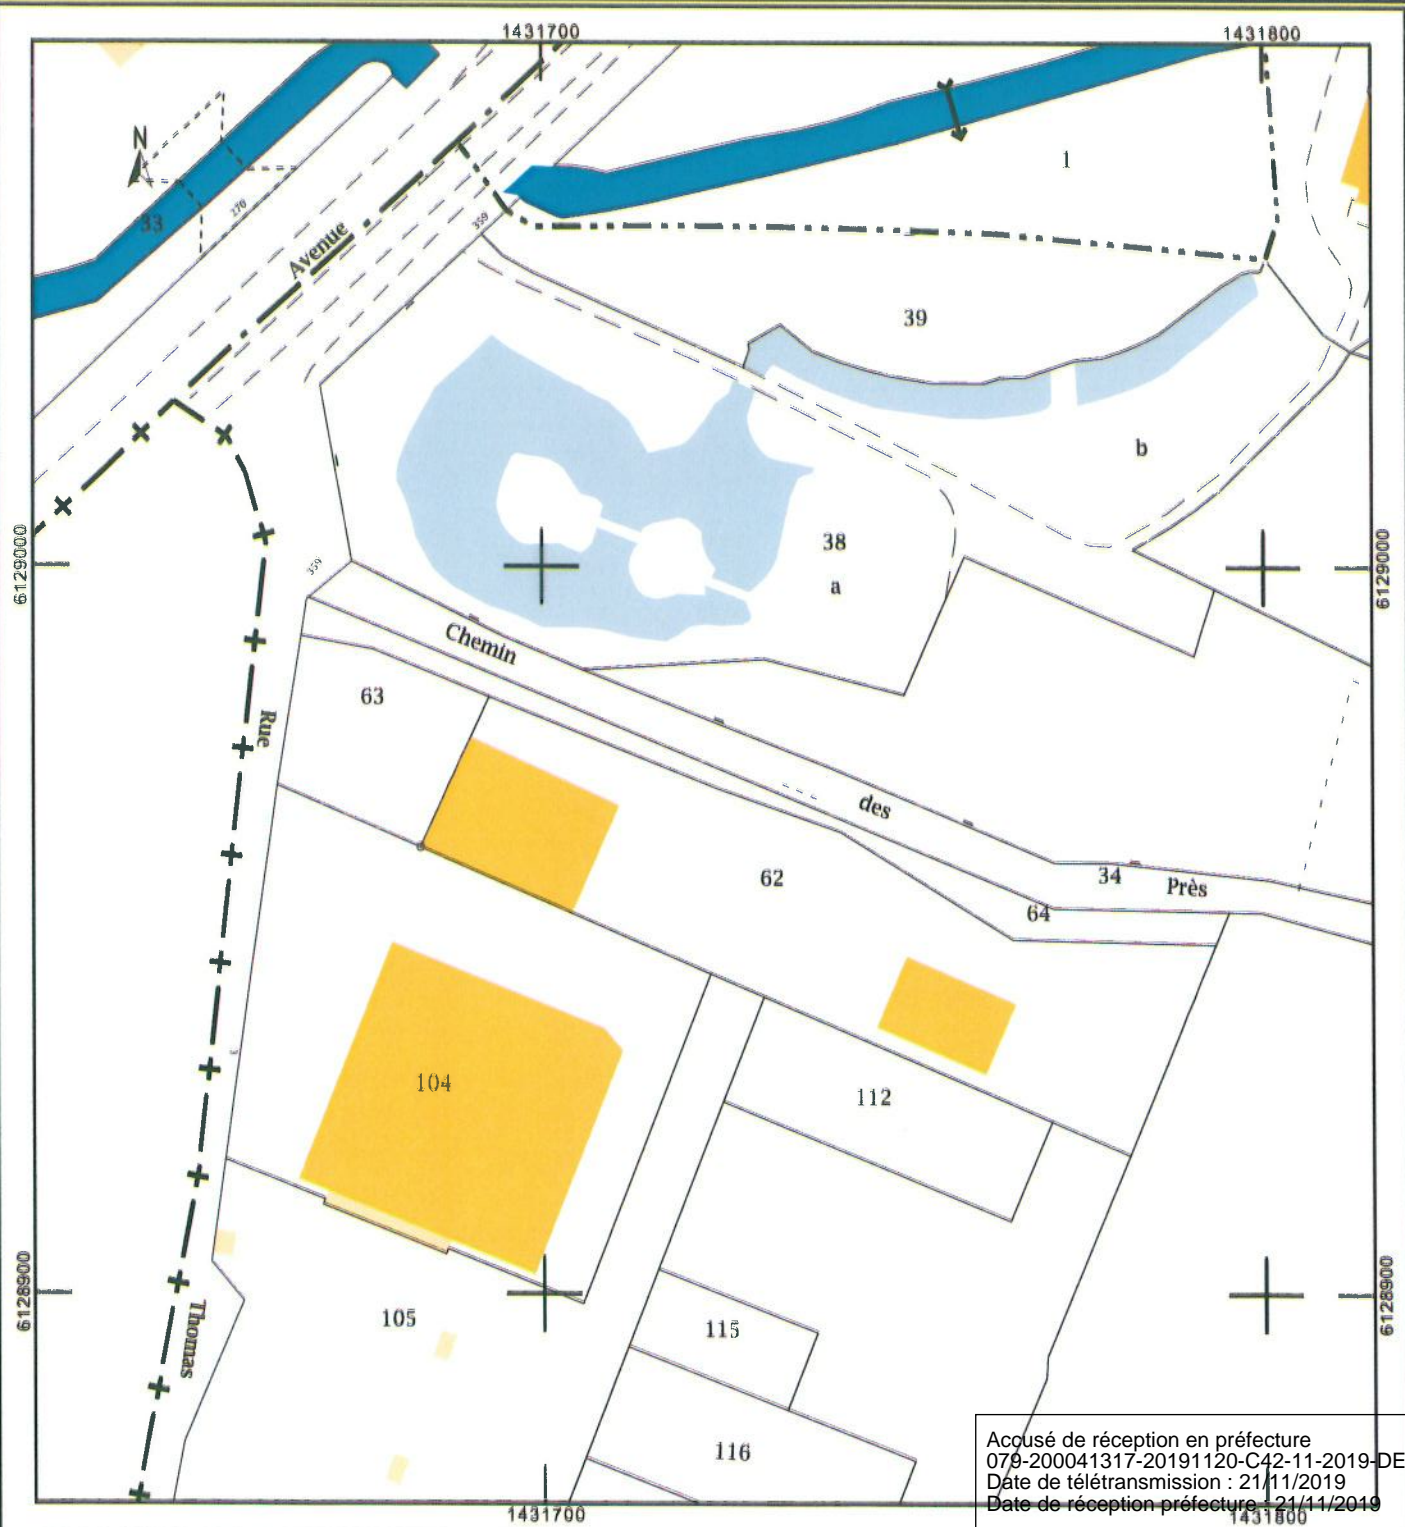 1431700
1431800
N
1
33
270
359
Avenue
39
b
6129000
38
6129000
359
a
Chemin
63
Rue
des
62
34
Près
64
3
104
112
6128900
6128900
Thomas
105
115
116
Accusé de réception en préfecture
079-200041317-20191120-C42-11-2019-DE
Date de télétransmission : 21/11/2019
Date de réception préfecture : 21/11/2019
1431700
1431800